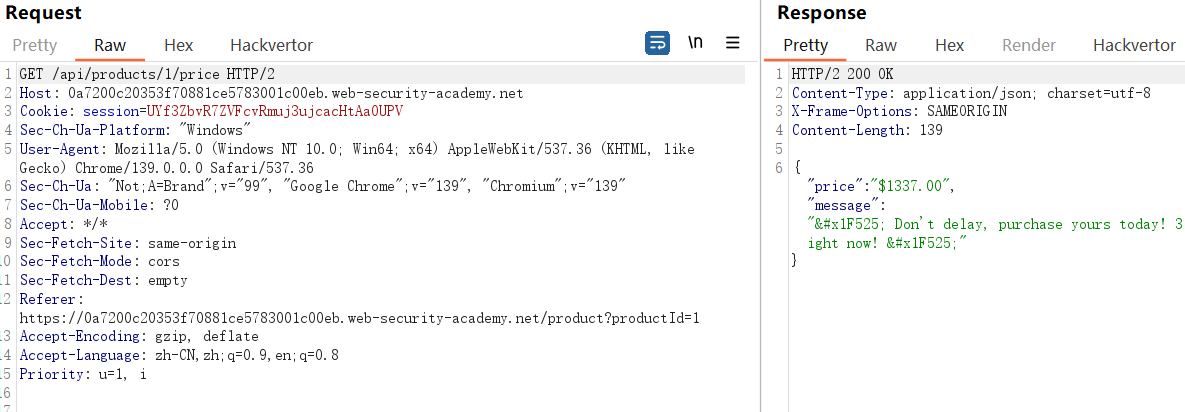 Request
Pretty Raw Hex Hackvertor \n
1 GET /api/products/1/price HTTP/2
2 Host: 0a7200c20353f70881ce5783001c00eb.web-security-academy.net
3 Cookie: session=UYf3ZbvR7ZVFcvRmuj3ujcacHtAa0UPV
4 Sec-Ch-Ua-Platform: "Windows"
5 User-Agent: Mozilla/5.0 (Windows NT 10.0; Win64; x64) AppleWebKit/537.36 (KHTML, like
Gecko) Chrome/139.0.0.0 Safari/537.36
6 Sec-Ch-Ua: "Not;A=Brand";v="99", "Google Chrome";v="139", "Chromium";v="139"
7 Sec-Ch-Ua-Mobile: ?0
8 Accept: */*
9 Sec-Fetch-Site: same-origin
10 Sec-Fetch-Mode: cors
11 Sec-Fetch-Dest: empty
12 Referer:
https://0a7200c20353f70881ce5783001c00eb.web-security-academy.net/product?productId=1
13 Accept-Encoding: gzip, deflate
14 Accept-Language: zh-CN,zh;q=0.9,en;q=0.8
15 Priority: u=1, i
16
Response
Pretty Raw Hex Render Hackvertor
1 HTTP/2 200 OK
2 Content-Type: application/json; charset=utf-8
3 X-Frame-Options: SAMEORIGIN
4 Content-Length: 139
5
6 {
"price":"$1337.00",
"message":
"&#x1F525; Don't delay, purchase yours today! 3
ight now! &#x1F525;"
}